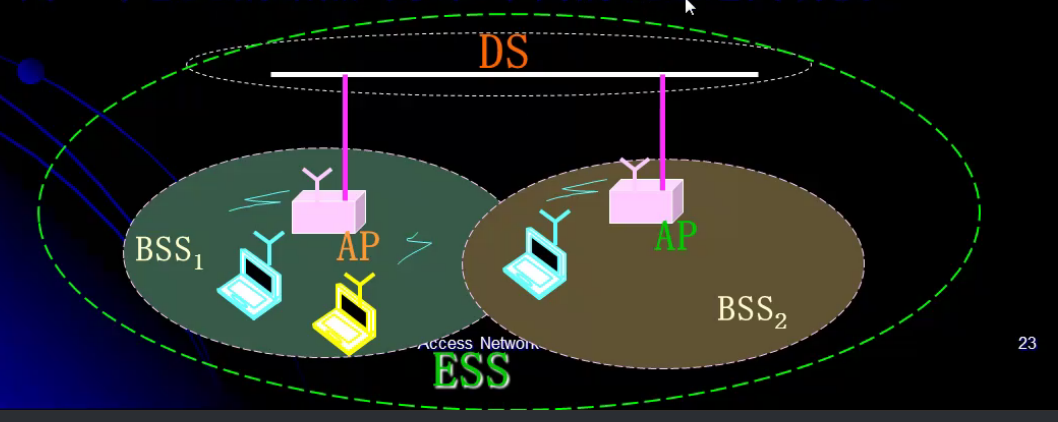 DS
AP
BSS1
AP
BSS2
Access Network
23
ESS